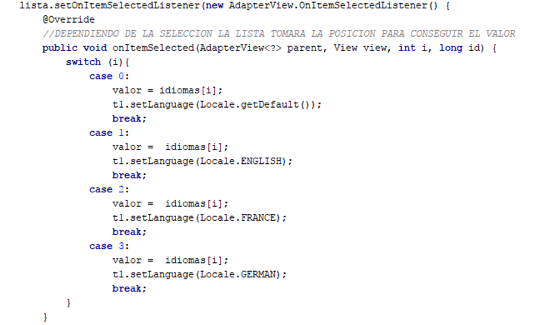 lista.setOnItemSelectedListener(new AdapterView.OnItemSelectedListener() {
@Override
//DEPENDIENDO DE LA SELECCION LA LISTA TOMARA LA POSICION PARA CONSEGUIR EL VALOR
public void onItemSelected(AdapterView<?> parent, View view, int i, long id) {
switch (i){
case 0:
valor = idiomas[i];
t1.setLanguage(Locale.getDefault());
break;
case 1:
valor =  idiomas[i];
t1.setLanguage(Locale.ENGLISH);
break;
case 2:
valor =  idiomas[i];
t1.setLanguage(Locale.FRANCE);
break;
case 3:
valor =  idiomas[i];
t1.setLanguage(Locale.GERMAN);
break;
}
}